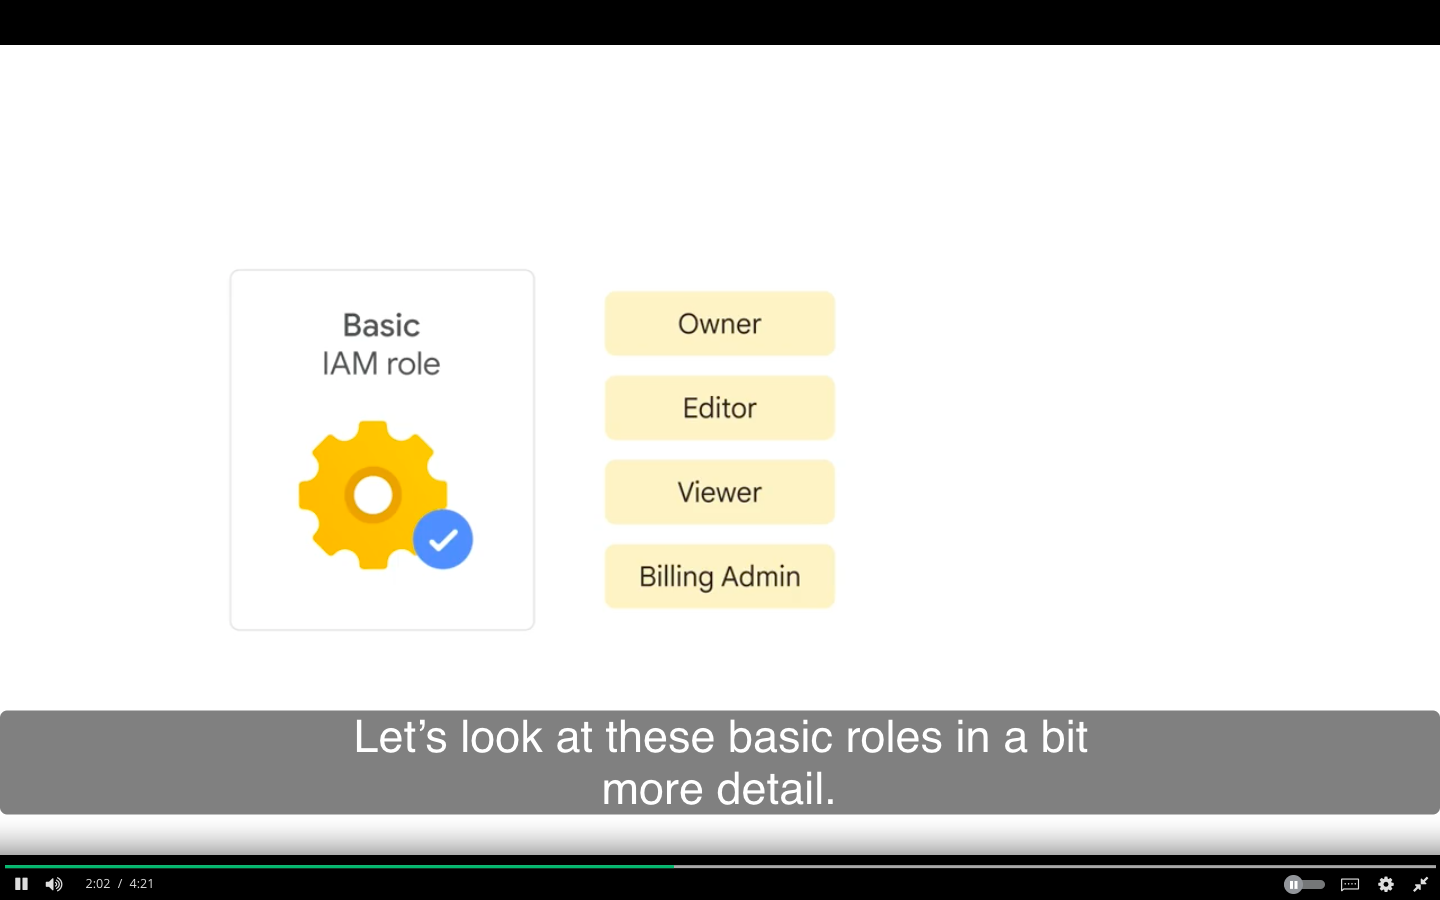 Basic
IAM role
Owner
Editor
Viewer
Billing Admin
Let’s look at these basic roles in a bit
more detail.
2:02 / 4:21